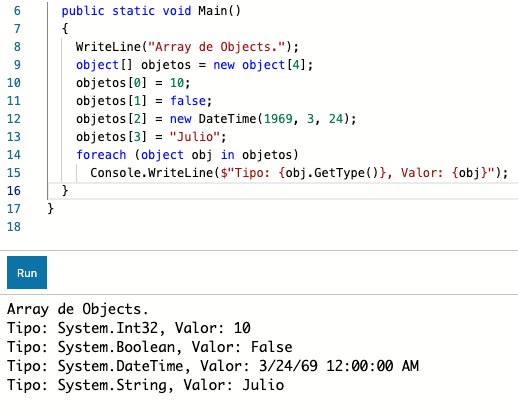 6 public static void Main()
7 {
8 WriteLine("Array de Objects.");
9 object[] objetos = new object[4];
10 objetos[0] = 10;
11 objetos[1] = false;
12 objetos[2] = new DateTime(1969, 3, 24);
13 objetos[3] = "Julio";
14 foreach (object obj in objetos)
15 Console.WriteLine($"Tipo: {obj.GetType()}, Valor: {obj}");
16 }
17 }
18
Run
Array de Objects.
Tipo: System.Int32, Valor: 10
Tipo: System.Boolean, Valor: False
Tipo: System.DateTime, Valor: 3/24/69 12:00:00 AM
Tipo: System.String, Valor: Julio